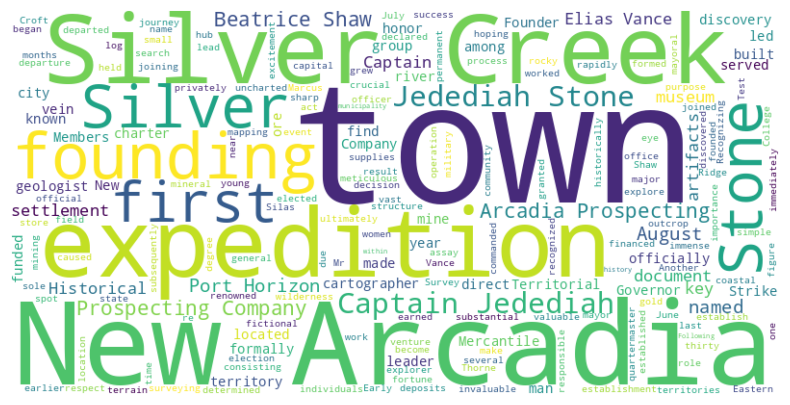 Silver Creek
town
New Arcadia
expedition
founding
first
Silver
Stone
Jedediah Stone
Captain Jedediah
Beatrice Shaw
Elias Vance
Arcadia Prospecting
Prospecting Company
Port Horizon
Historical
settlement
geologist New
Members charter
known vein
city river
Croft journey
began departed
name log
small search
months joining
departure held
hub lead
excitement
capital
grew
privately uncharted
rapidly formed
process
rocky
worked
sharp
act
officer
Marcus
event
mapping
near
ore
July success
declared
permanent
mayoral
hoping
Founder
honor
group among
Captain
built
discovery
led
served
museum
artifacts
find
Company
supplies
result
decision
vast
structure
meticulous
young
official
mineral
operation
military
community
commanded
recognized
historically
granted
eye
office
Shaw
major
explore
discovered
founded
Recognizing
joined
Ridge
Test
College
municipality
purpose
immediately
outcrop
simple
importance
figure
coastal
immense
Another
August
officially
document
key
named
Governor
Strike
Territorial
financed
direct
year
mine
made
cartographer
located
formally
leader
territory
funded
mining
store field
caused
subsequently
degree
general
Silas
elected
ultimately
women
within
due
Mr
assay
Vance
history
sole
spot
state
renowned
fictional
wilderness
re
location
time
terrain
surveying
consisting
election
earlier respect
determined
individuals
Early deposits
explorer
fortune
earned
venture
become
work
substantial
several
Thorne
valuable
make
invaluable
Survey
gold
mayor
Mercantile
man
June
establish
last
thirty
role
crucial
quartermaster
established
responsible
following
one
establishment territories Eastern